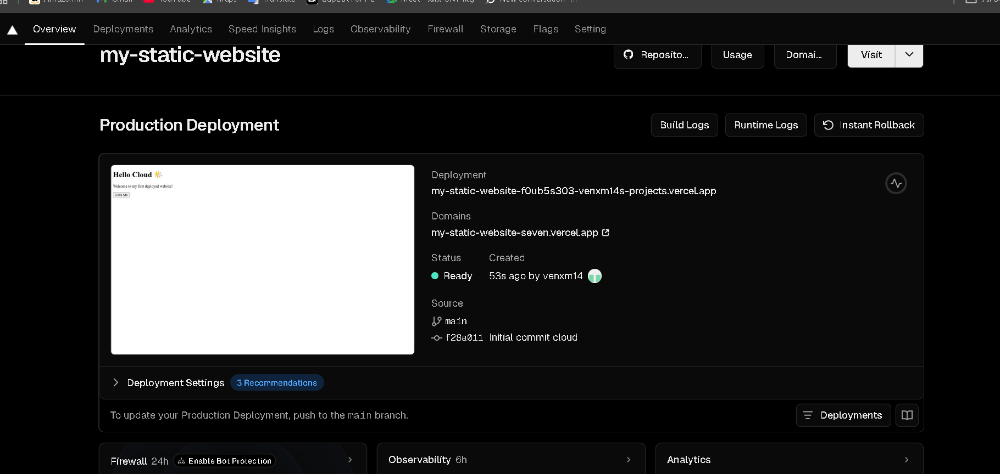 Overview Deployments Analytics Speed Insights Logs Observability Firewall Storage Flags Setting
my-static-website
Reposito... Usage Domai... Visit
Production Deployment
Build Logs Runtime Logs Instant Rollback
Hello Cloud 🌤️
Welcome to my first deployed website!
Click Me
Deployment
my-static-website-f0ub5s303-venxm14s-projects.vercel.app
Domains
my-static-website-seven.vercel.app
Status Created
Ready 53s ago by venxm14
Source
main
f28a011 Initial commit cloud
Deployment Settings 3 Recommendations
To update your Production Deployment, push to the main branch.
Deployments
Firewall 24h Enable Bot Protection
Observability 6h
Analytics